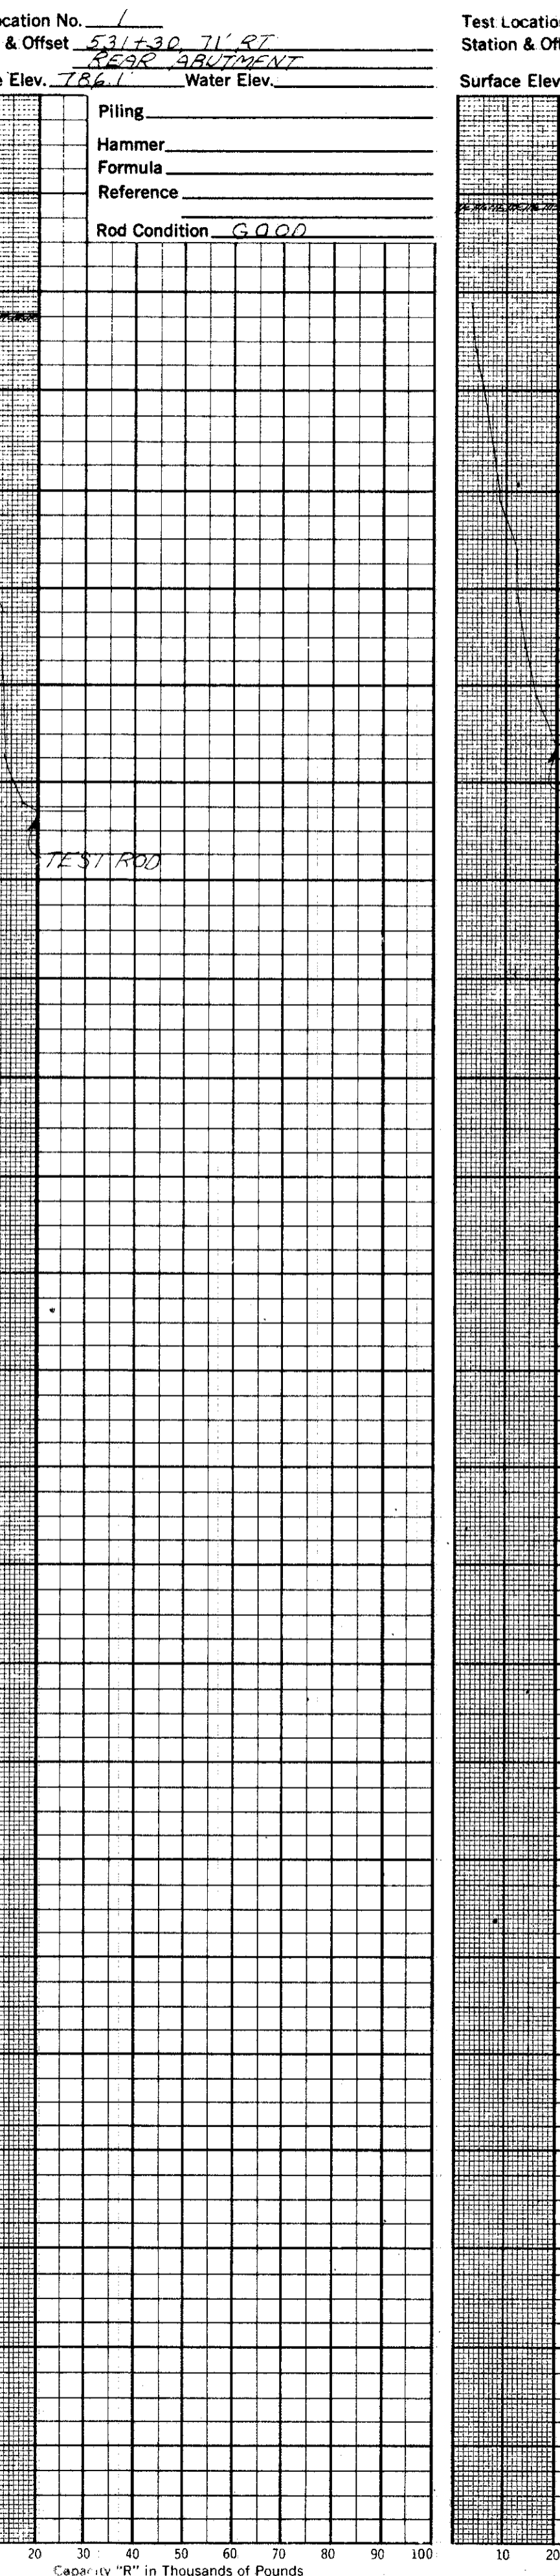 ocation No. 1
& Offset 531+30, 71' RT
REAR ABUTMENT
e Elev. 786.1' Water Elev.
Piling
Hammer
Formula
Reference
Rod Condition GOOD
TEST ROD
20 30 40 50 60 70 80 90 100
Capacity "R" in Thousands of Pounds
Test Location
Station & Off
Surface Elev
10 20